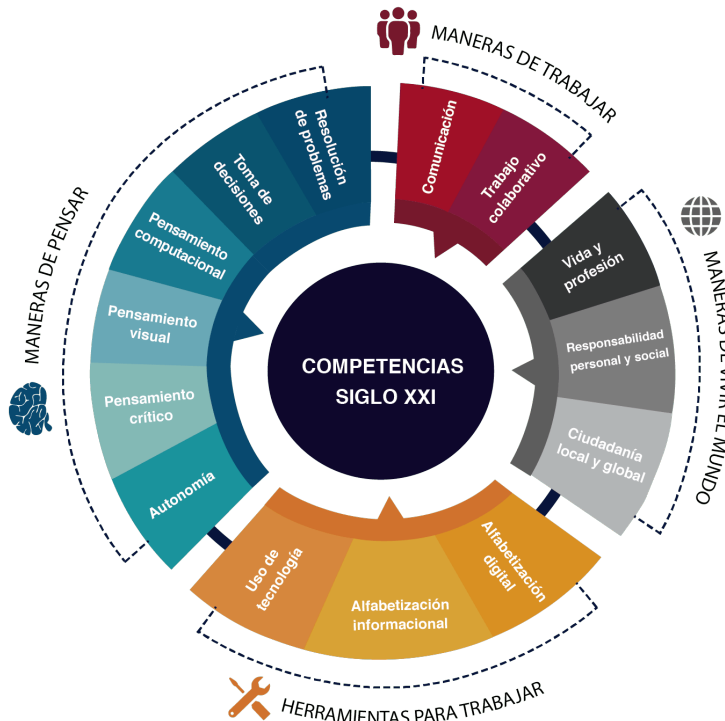 MANERAS DE TRABAJAR
Comunicación
Trabajo
colaborativo
MANERAS DE VIVIR EL MUNDO
Vida y
profesión
Responsabilidad
personal y social
Ciudadanía
local y global
HERRAMIENTAS PARA TRABAJAR
Alfabetización
digital
Alfabetización
informacional
Uso de
tecnología
MANERAS DE PENSAR
Autonomía
Pensamiento
crítico
Pensamiento
visual
Pensamiento
computacional
Toma de
decisiones
Resolución
de problemas
COMPETENCIAS
SIGLO XXI